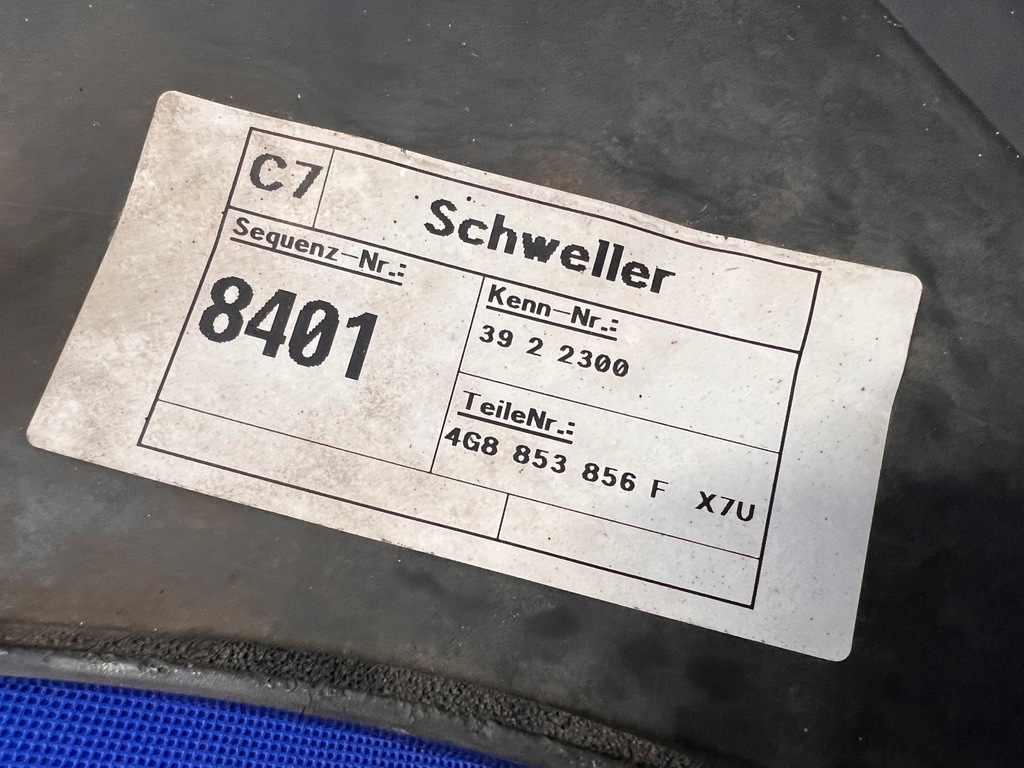 C7
Schweller
Sequenz-Nr.:
8401
Kenn-Nr.:
39 2 2300
TeileNr.:
4G8 853 856 F X7U